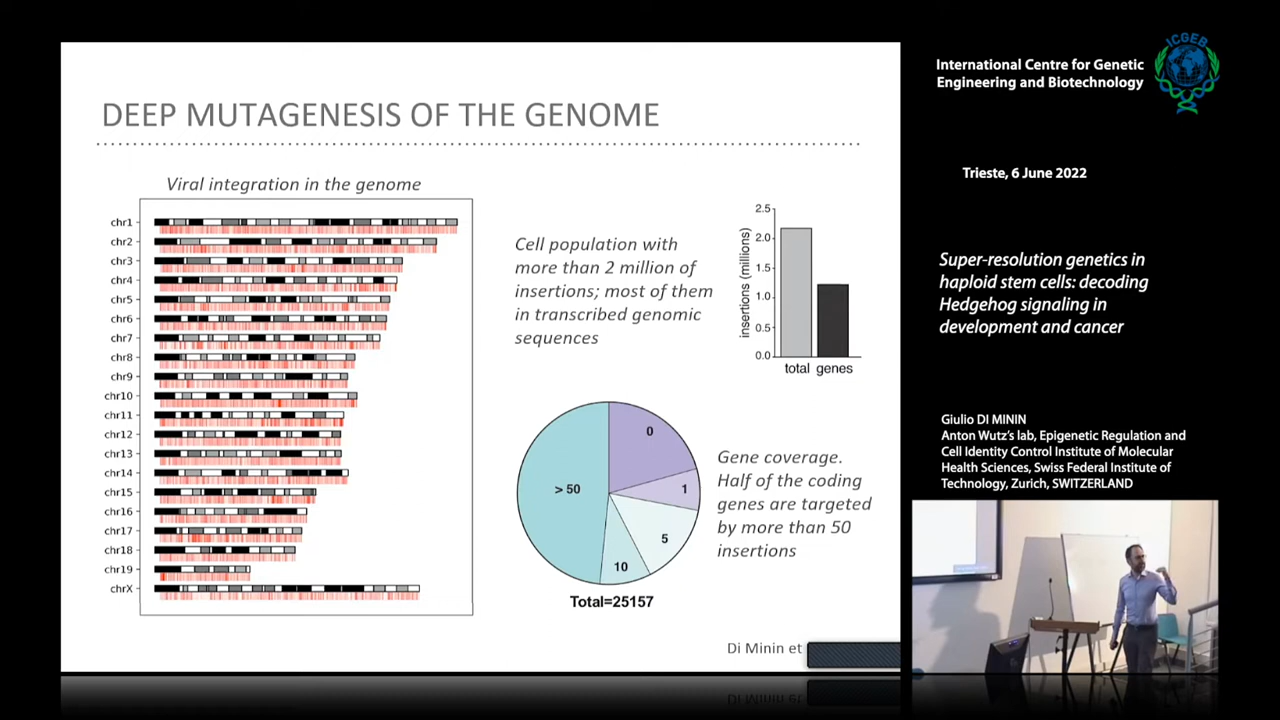 DEEP MUTAGENESIS OF THE GENOME
Viral integration in the genome
chr1
chr2
chr3
chr4
chr5
chr6
chr7
chr8
chr9
chr10
chr11
chr12
chr13
chr14
chr15
chr16
chr17
chr18
chr19
chrX
Cell population with
more than 2 million of
insertions; most of them
in transcribed genomic
sequences
insertions (millions)
2.5
2.0
1.5
1.0
0.5
0.0
total genes
0
1
5
10
> 50
Total=25157
Gene coverage.
Half of the coding
genes are targeted
by more than 50
insertions
Di Minin et
International Centre for Genetic
Engineering and Biotechnology
ICGEB
Trieste, 6 June 2022
Super-resolution genetics in
haploid stem cells: decoding
Hedgehog signaling in
development and cancer
Giulio DI MININ
Anton Wutz's lab, Epigenetic Regulation and
Cell Identity Control Institute of Molecular
Health Sciences, Swiss Federal Institute of
Technology, Zurich, SWITZERLAND